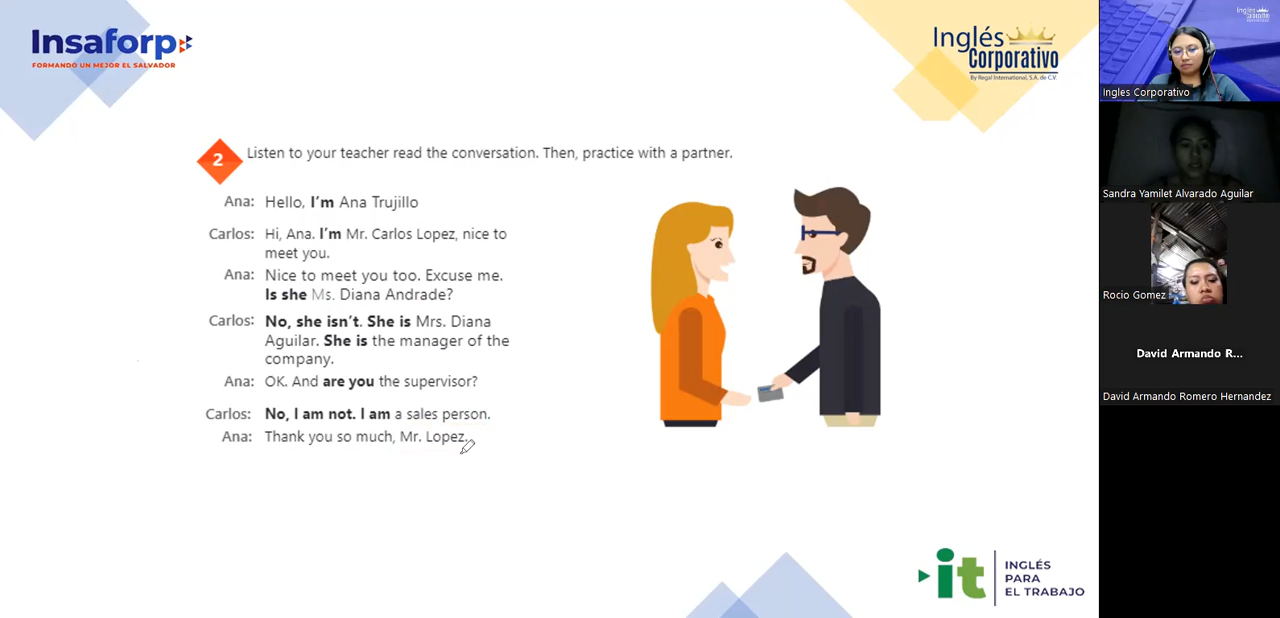 Insaforp
FORMANDO UN MEJOR EL SALVADOR
Inglés
Corporativo
By Regal International, S.A. de C.V.
2
Listen to your teacher read the conversation. Then, practice with a partner.
Ana: Hello, I'm Ana Trujillo
Carlos: Hi, Ana. I'm Mr. Carlos Lopez, nice to
meet you.
Ana: Nice to meet you too. Excuse me.
Is she Ms. Diana Andrade?
Carlos: No, she isn't. She is Mrs. Diana
Aguilar. She is the manager of the
company.
Ana: OK. And are you the supervisor?
Carlos: No, I am not. I am a sales person.
Ana: Thank you so much, Mr. Lopez.
it
INGLÉS
PARA
EL TRABAJO
Ingles Corporativo
Sandra Yamilet Alvarado Aguilar
Rocio Gomez
David Armando R...
David Armando Romero Hernandez